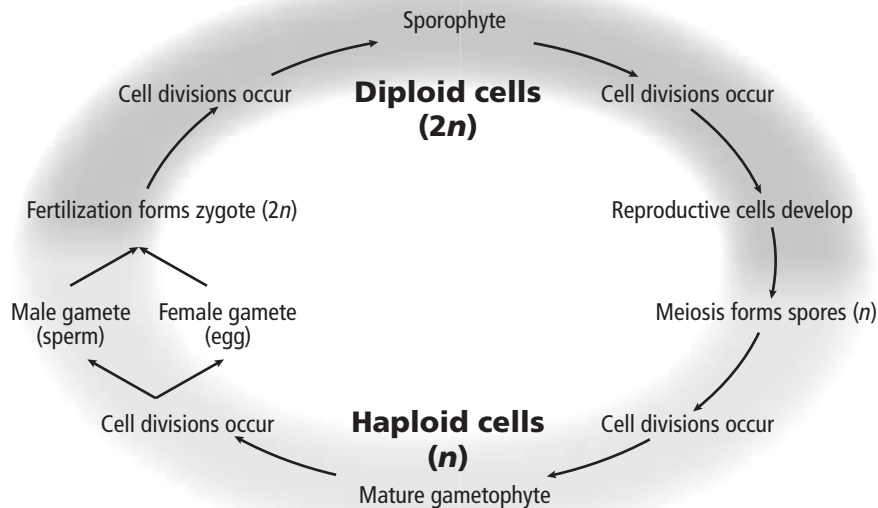 Sporophyte
Cell divisions occur
Diploid cells
(2n)
Cell divisions occur
Fertilization forms zygote (2n)
Reproductive cells develop
Male gamete
(sperm)
Female gamete
(egg)
Meiosis forms spores (n)
Cell divisions occur
Haploid cells
(n)
Cell divisions occur
Mature gametophyte